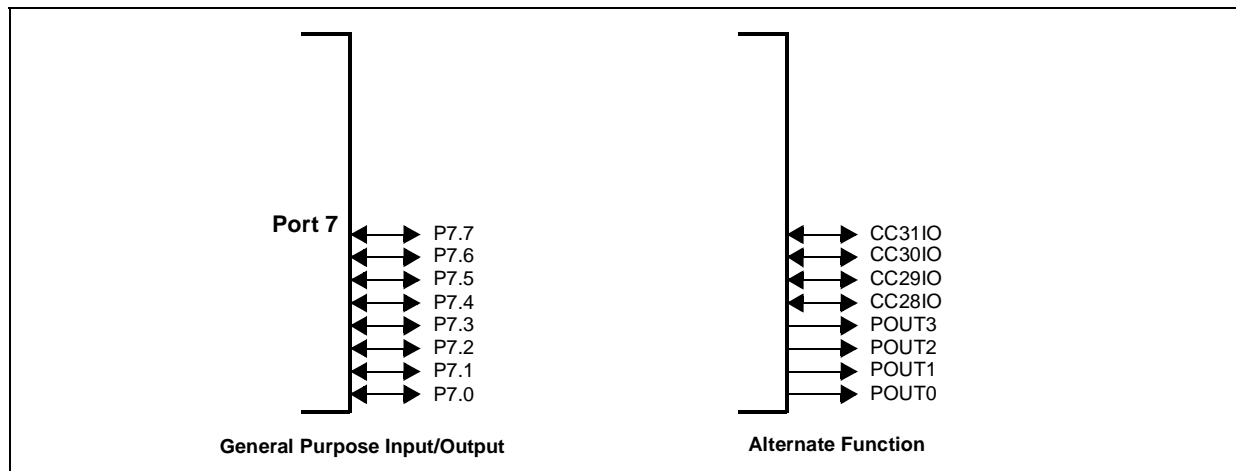 Port 7
P7.7
P7.6
P7.5
P7.4
P7.3
P7.2
P7.1
P7.0
General Purpose Input/Output
CC31IO
CC30IO
CC29IO
CC28IO
POUT3
POUT2
POUT1
POUT0
Alternate Function